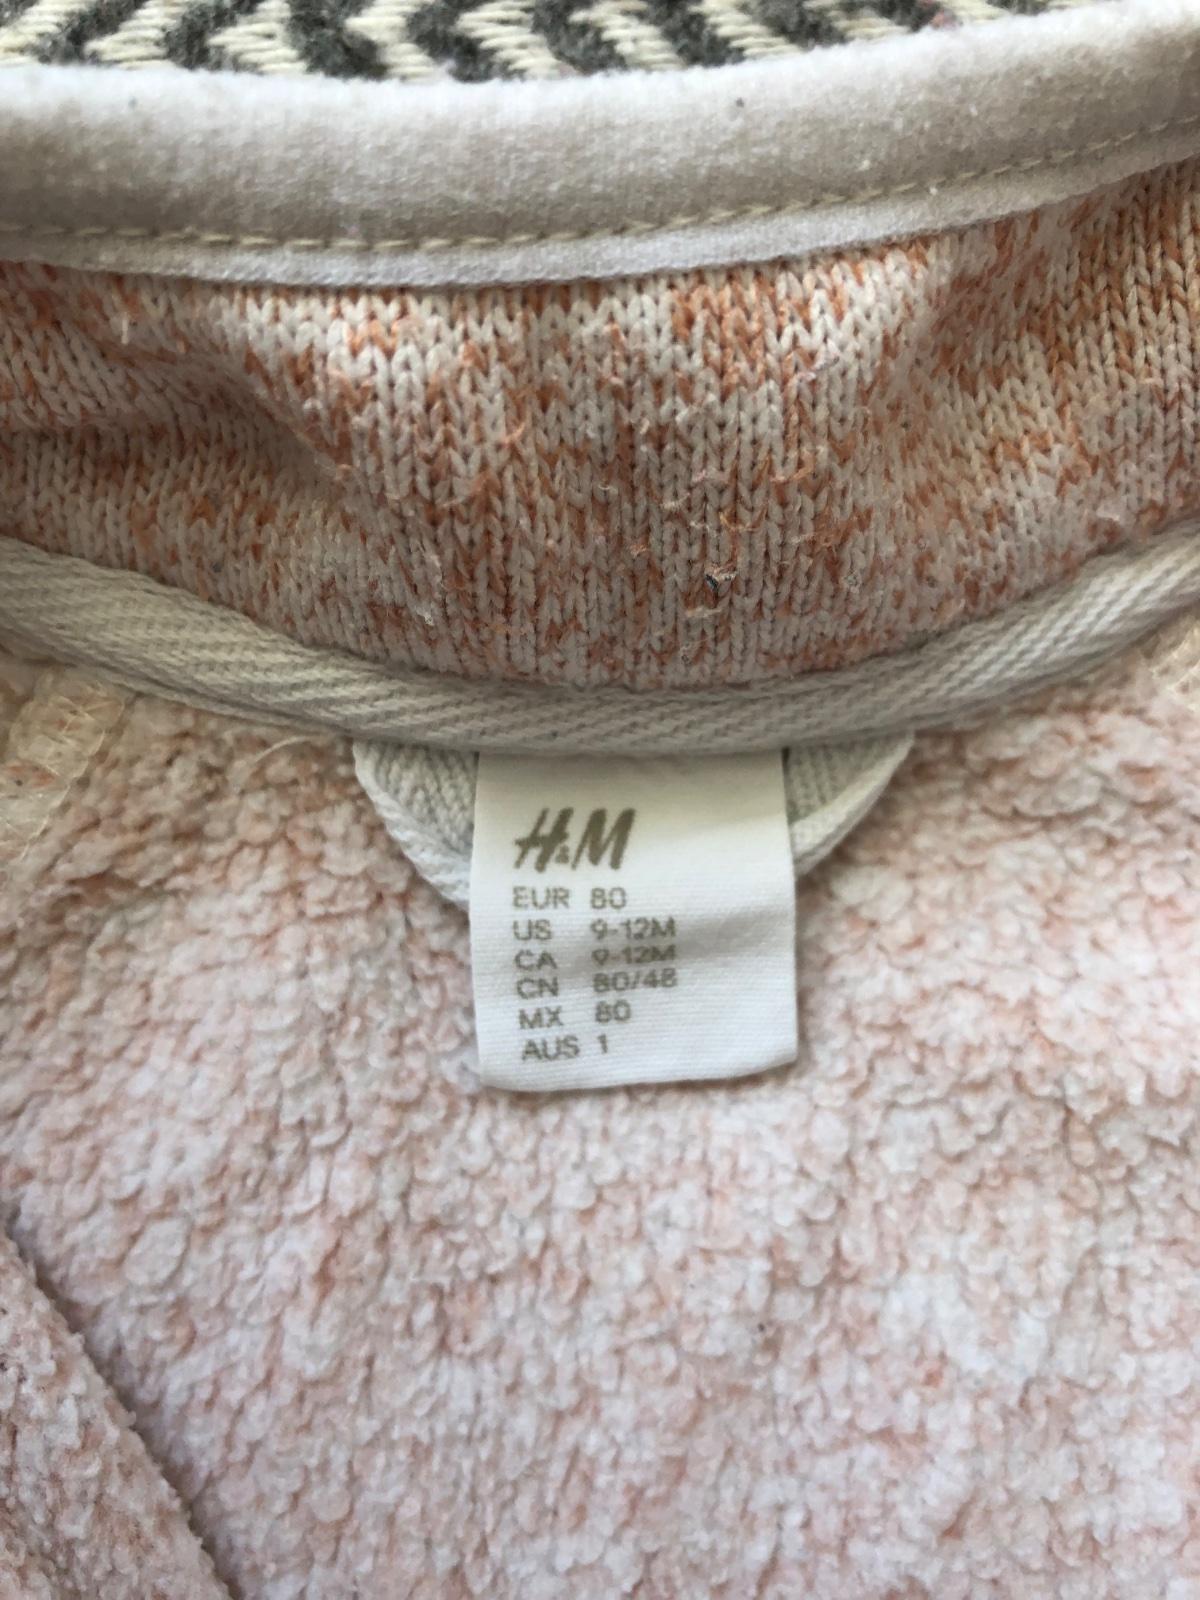 H&M
EUR 80
US 9-12M
CA 9-12M
CN 80/48
MX 80
AUS 1